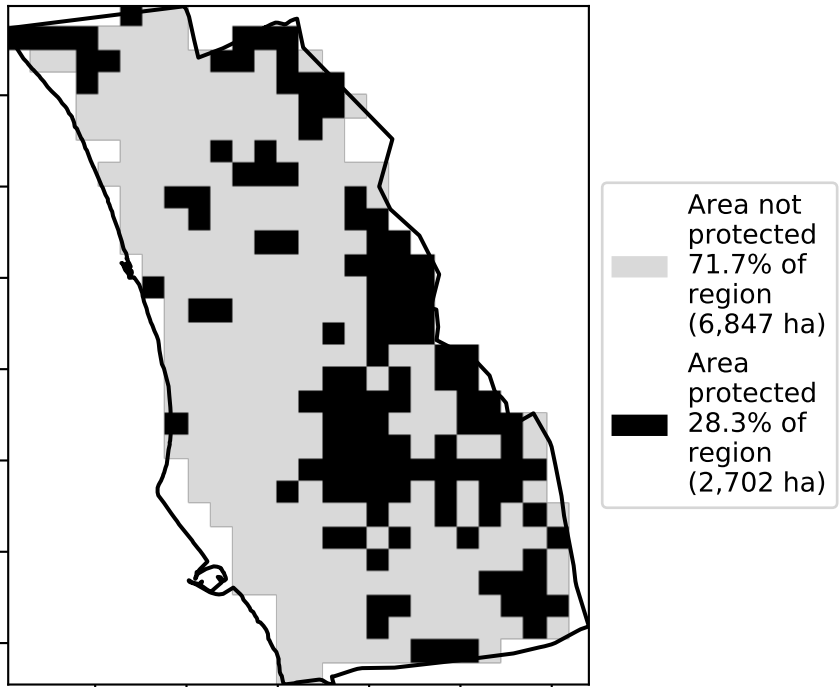 Area not
protected
71.7% of
region
(6,847 ha)
Area
protected
28.3% of
region
(2,702 ha)